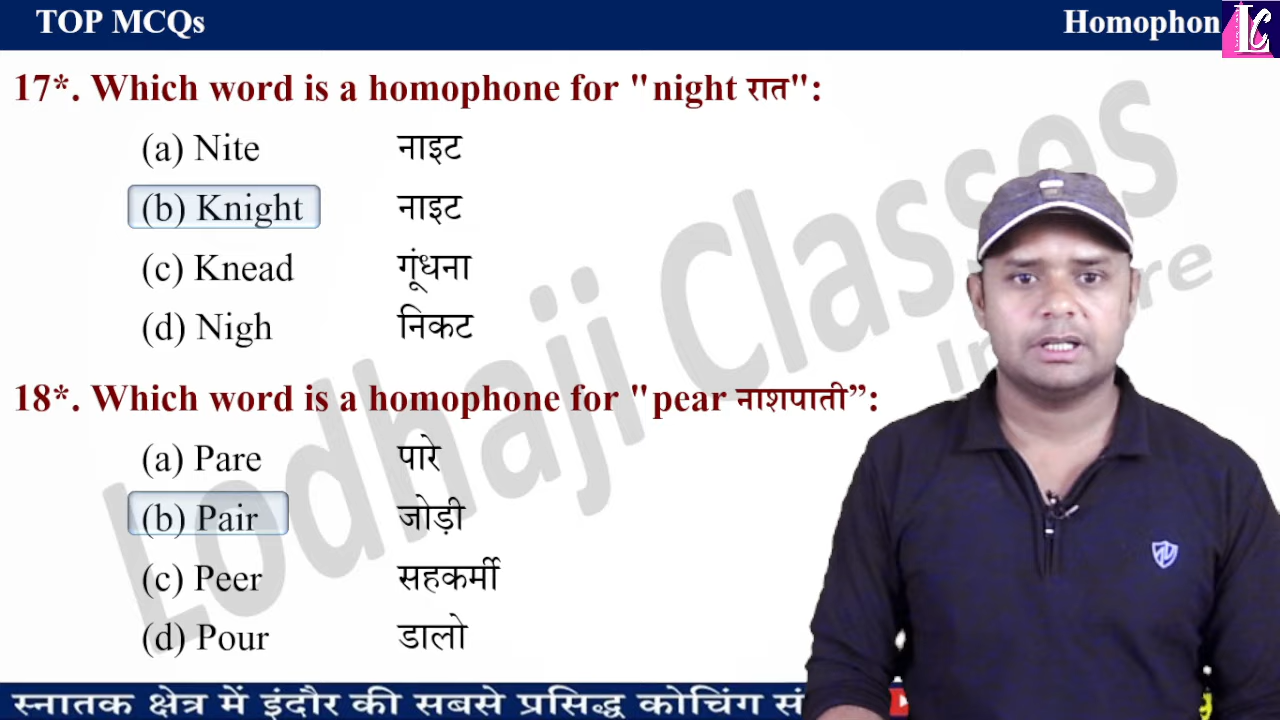 TOP MCQs
Homophon
LC
17*. Which word is a homophone for "night रात":
(a) Nite नाइट
(b) Knight नाइट
(c) Knead गूंधना
(d) Nigh निकट
18*. Which word is a homophone for "pear नाशपाती”:
(a) Pare पारे
(b) Pair जोड़ी
(c) Peer सहकर्मी
(d) Pour डालो
Lodhaji Classes
स्नातक क्षेत्र में इंदौर की सबसे प्रसिद्ध कोचिंग सं